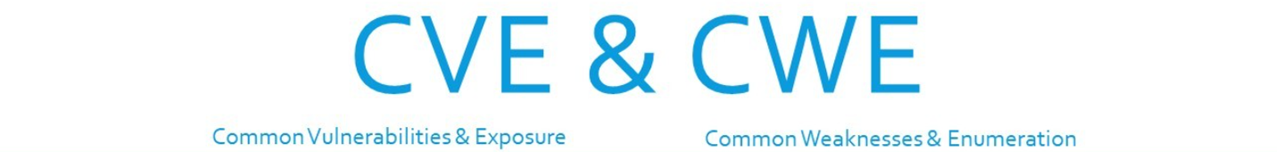 CVE & CWE
Common Vulnerabilities & Exposure
Common Weaknesses & Enumeration